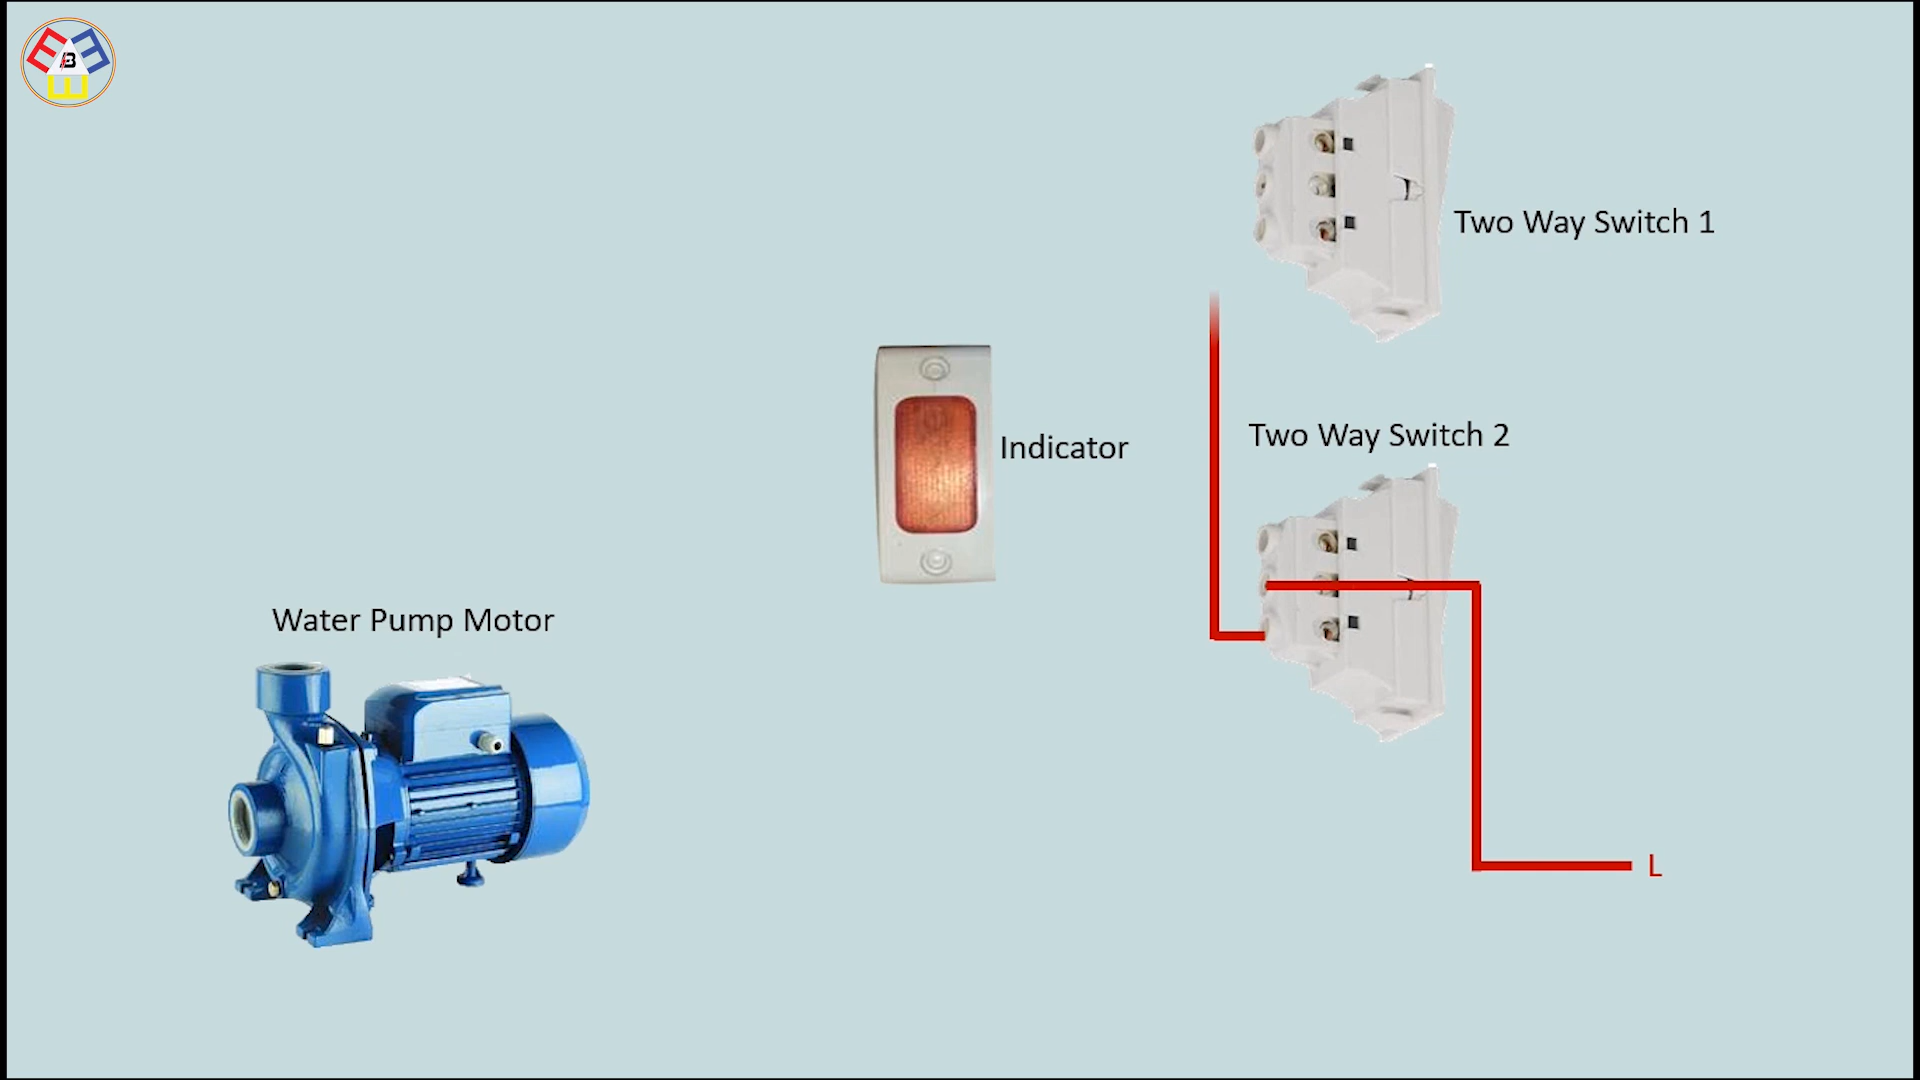 Two Way Switch 1
Two Way Switch 2
Indicator
Water Pump Motor
L